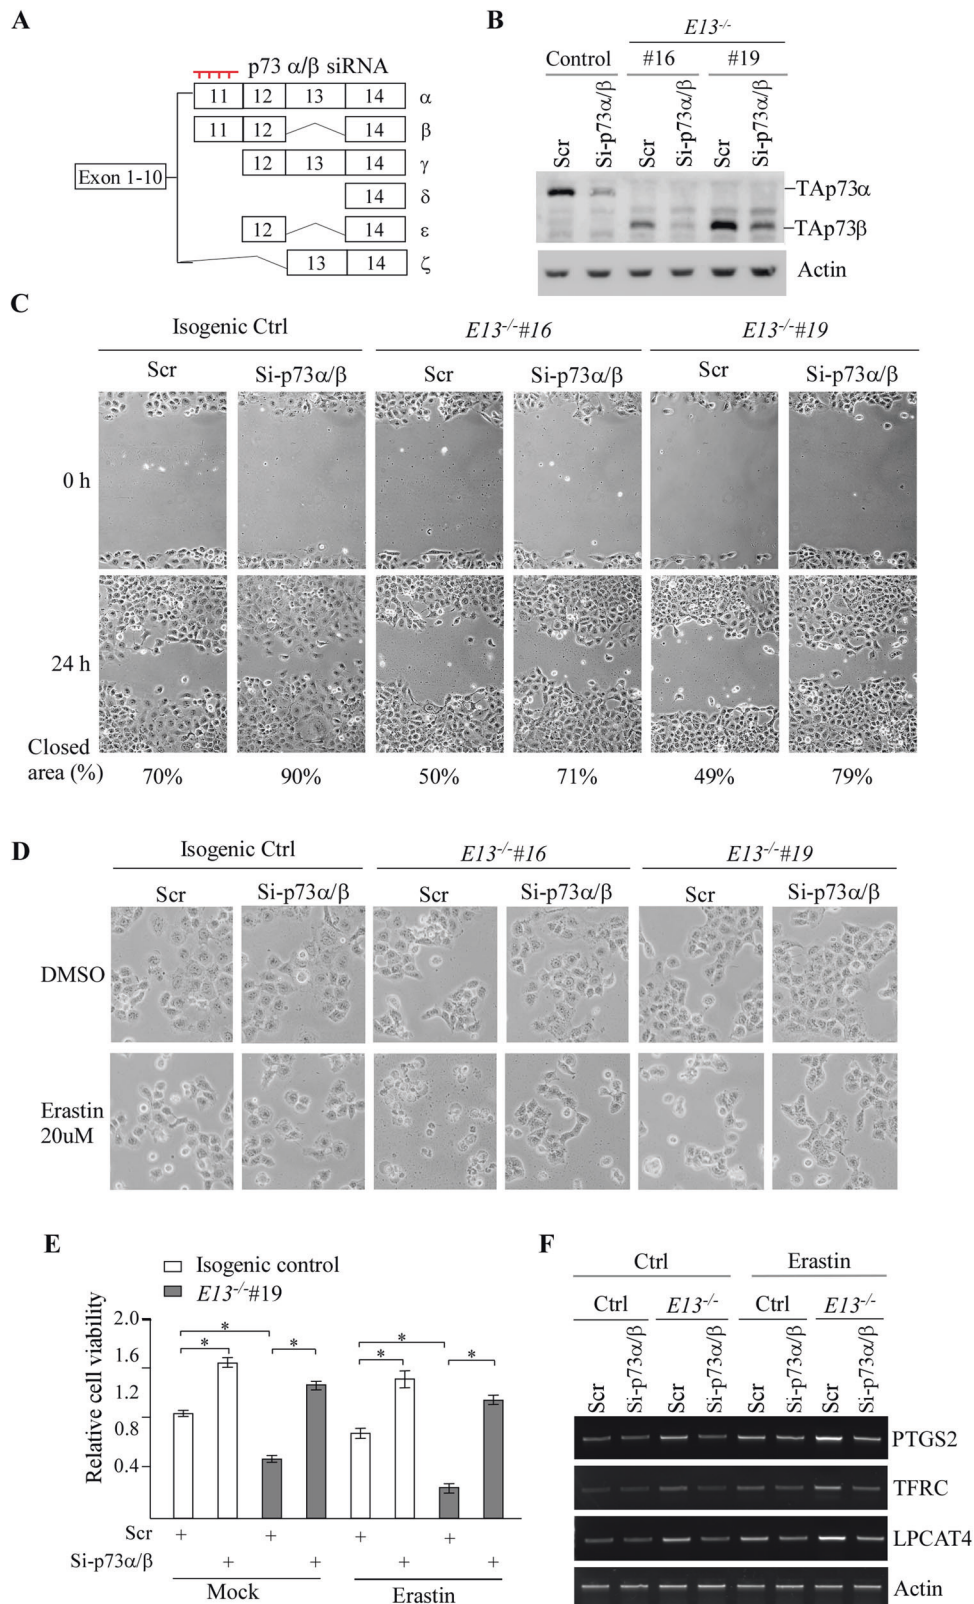 A
p73 α/β siRNA
11 12 13 14 α
11 12 14 β
12 13 14 γ
Exon 1-10
14 δ
12 14 ε
13 14 ζ
B
E13-/-
Control #16 #19
Scr Si-p73α/β Scr Si-p73α/β Scr Si-p73α/β
TAp73α
TAp73β
Actin
C
Isogenic Ctrl E13-/-#16 E13-/-#19
Scr Si-p73α/β Scr Si-p73α/β Scr Si-p73α/β
0 h
24 h
Closed
area (%) 70% 90% 50% 71% 49% 79%
D
Isogenic Ctrl E13-/-#16 E13-/-#19
Scr Si-p73α/β Scr Si-p73α/β Scr Si-p73α/β
DMSO
Erastin
20uM
E
Isogenic control
E13-/-#19
Relative cell viability
2.0
1.6
1.2
0.8
0.4
* * * * * *
Scr + + + +
Si-p73α/β + + + +
Mock Erastin
F
Ctrl Erastin
Ctrl E13-/- Ctrl E13-/-
Scr Si-p73α/β Scr Si-p73α/β Scr Si-p73α/β Scr Si-p73α/β
PTGS2
TFRC
LPCAT4
Actin